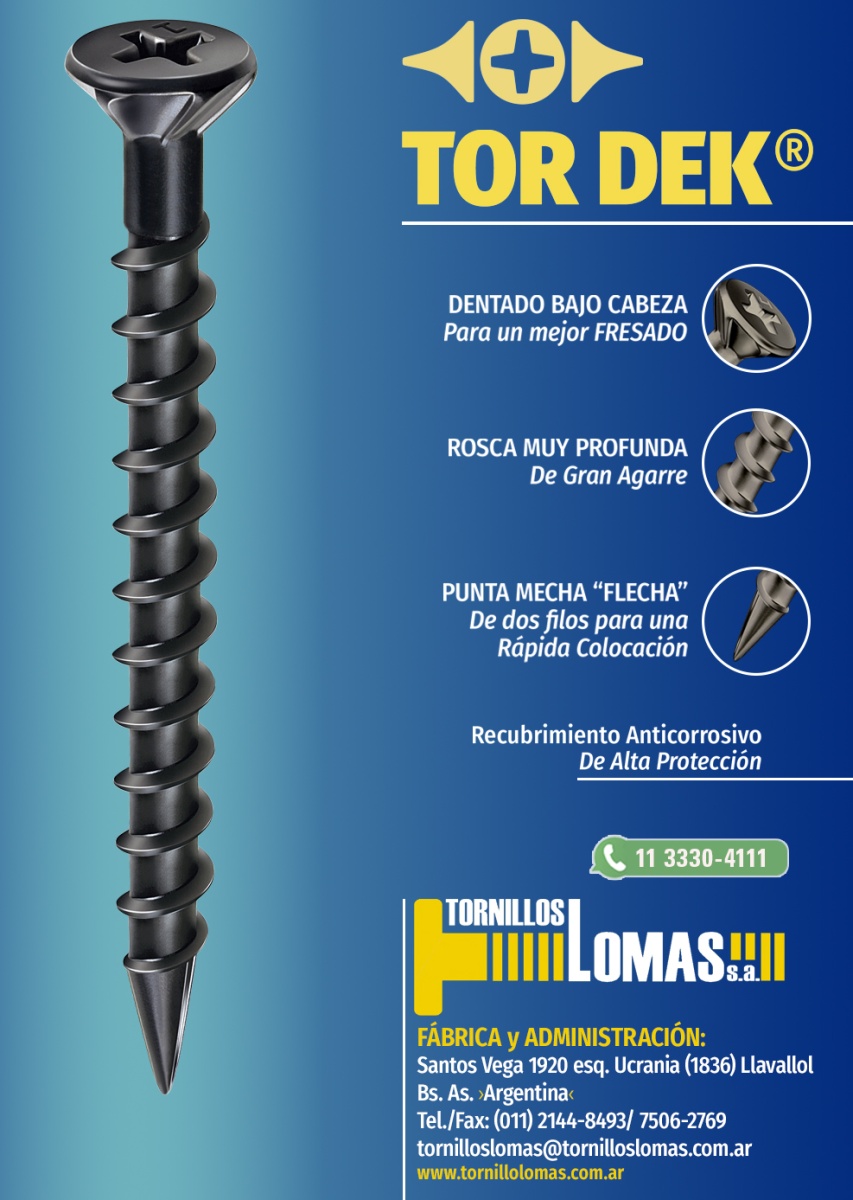 TOR DEK®
DENTADO BAJO CABEZA
Para un mejor FRESADO
ROSCA MUY PROFUNDA
De Gran Agarre
PUNTA MECHA “FLECHA”
De dos filos para una
Rápida Colocación
Recubrimiento Anticorrosivo
De Alta Protección
11 3330-4111
TORNILLOS
LOMAS s.a.
FÁBRICA y ADMINISTRACIÓN:
Santos Vega 1920 esq. Ucrania (1836) Llavallol
Bs. As. ›Argentina‹
Tel./Fax: (011) 2144-8493/ 7506-2769
tornilloslomas@tornilloslomas.com.ar
www.tornillolomas.com.ar